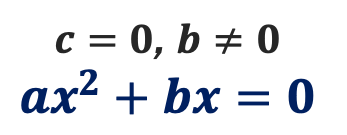 c = 0, b ≠ 0
ax² + bx = 0